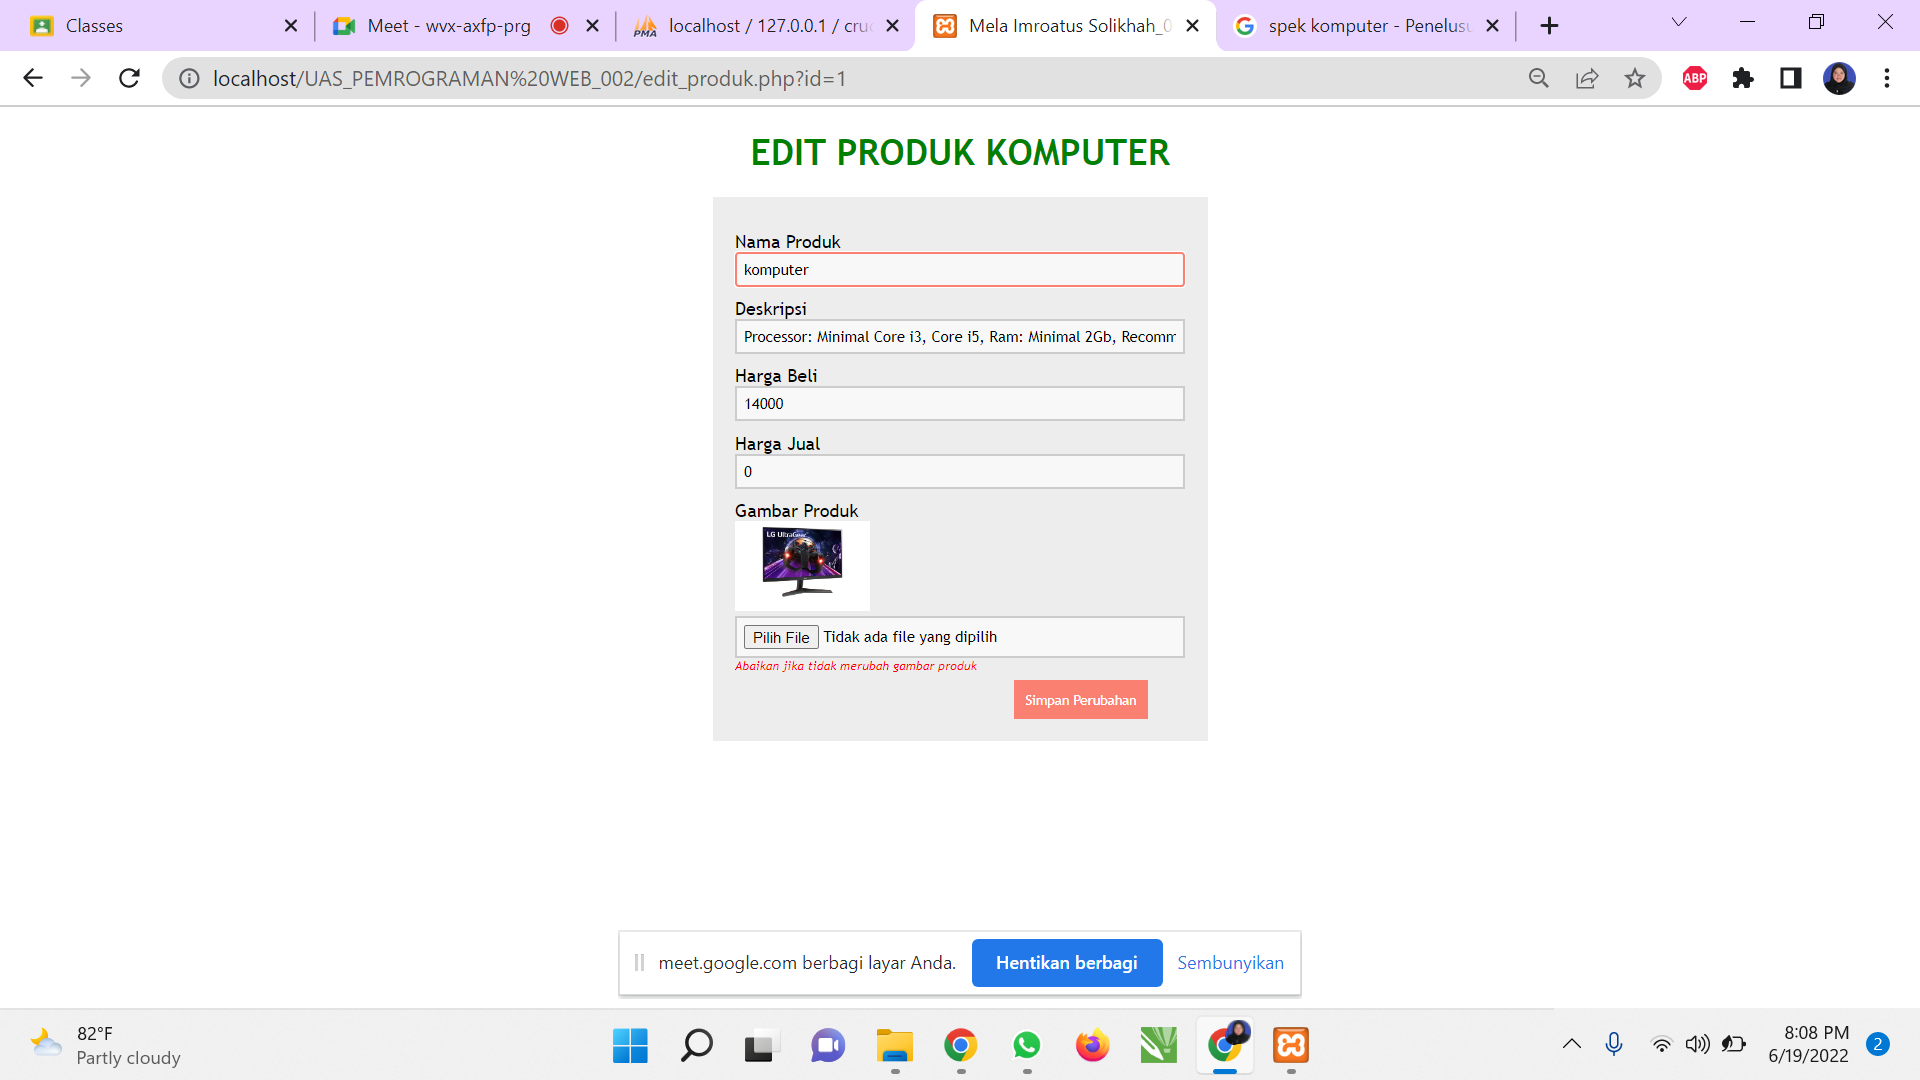 Classes
Meet - wvx-axfp-prg
localhost / 127.0.0.1 / cru
Mela Imroatus Solikhah_0
spek komputer - Penelusu
localhost/UAS_PEMROGRAMAN%20WEB_002/edit_produk.php?id=1
ABP
EDIT PRODUK KOMPUTER
Nama Produk
komputer
Deskripsi
Processor: Minimal Core i3, Core i5, Ram: Minimal 2Gb, Recomm
Harga Beli
14000
Harga Jual
0
Gambar Produk
LG UltraGear
Pilih File Tidak ada file yang dipilih
Abaikan jika tidak merubah gambar produk
Simpan Perubahan
meet.google.com berbagi layar Anda.
Hentikan berbagi
Sembunyikan
82°F
Partly cloudy
8:08 PM
6/19/2022
2
PMA